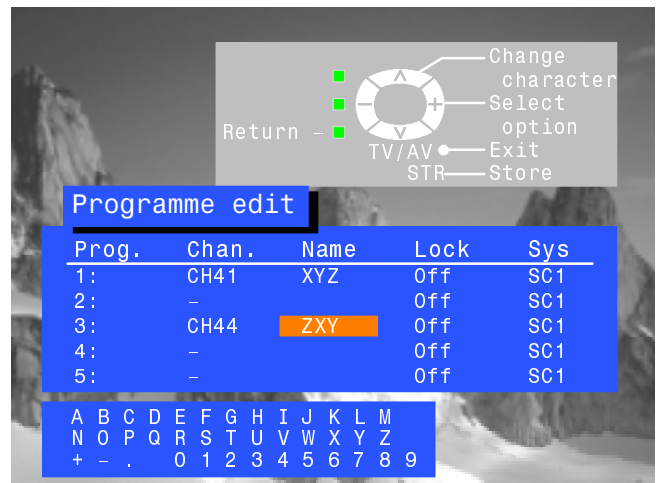 Change
character
Select
option
Return –
TV/AV
Exit
STR
Store
Programme edit
Prog. Chan. Name Lock Sys
1: CH41 XYZ Off SC1
2: – Off SC1
3: CH44 ZXY Off SC1
4: – Off SC1
5: – Off SC1
A B C D E F G H I J K L M
N O P Q R S T U V W X Y Z
+ – . 0 1 2 3 4 5 6 7 8 9